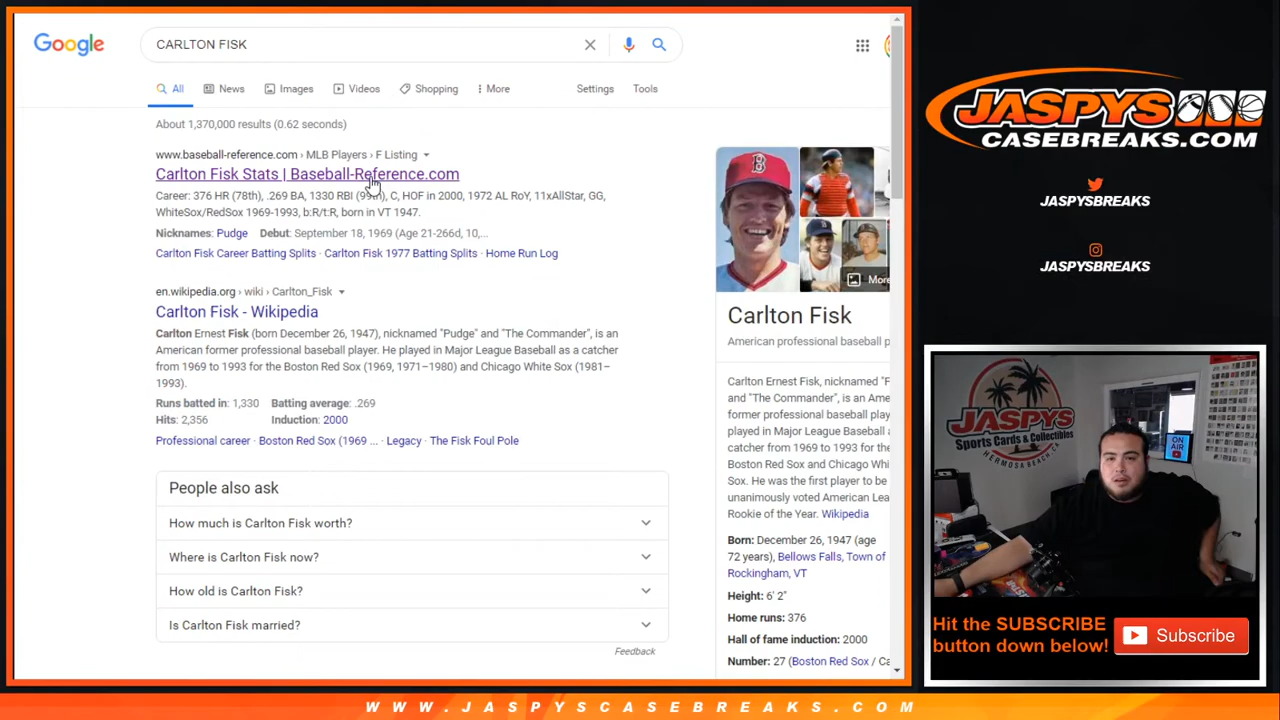 Google
CARLTON FISK
All
News
Images
Videos
Shopping
More
Settings
Tools
About 1,370,000 results (0.62 seconds)
www.baseball-reference.com › MLB Players › F Listing
Carlton Fisk Stats | Baseball-Reference.com
Career: 376 HR (78th), .269 BA, 1330 RBI (99th), C, HOF in 2000, 1972 AL RoY, 11xAllStar, GG,
WhiteSox/RedSox 1969-1993, b:R/t:R, born in VT 1947.
Nicknames: Pudge · Debut: September 18, 1969 (Age 21-266d, 10,...
Carlton Fisk Career Batting Splits · Carlton Fisk 1977 Batting Splits · Home Run Log
en.wikipedia.org › wiki › Carlton_Fisk
Carlton Fisk - Wikipedia
Carlton Ernest Fisk (born December 26, 1947), nicknamed "Pudge" and "The Commander", is an
American former professional baseball player. He played in Major League Baseball as a catcher
from 1969 to 1993 for the Boston Red Sox (1969, 1971–1980) and Chicago White Sox (1981–
1993).
Runs batted in: 1,330 Batting average: .269
Hits: 2,356 Induction: 2000
Professional career · Boston Red Sox (1969 ... · Legacy · The Fisk Foul Pole
People also ask
How much is Carlton Fisk worth?
Where is Carlton Fisk now?
How old is Carlton Fisk?
Is Carlton Fisk married?
Feedback
B
More
Carlton Fisk
American professional baseball p
Carlton Ernest Fisk, nicknamed "F
and "The Commander", is an Ame
former professional baseball playe
played in Major League Baseball a
catcher from 1969 to 1993 for the
Boston Red Sox and Chicago Whi
Sox. He was the first player to be
unanimously voted American Lea
Rookie of the Year. Wikipedia
Born: December 26, 1947 (age
72 years), Bellows Falls, Town of
Rockingham, VT
Height: 6′ 2″
Home runs: 376
Hall of fame induction: 2000
Number: 27 (Boston Red Sox / Ca
JASPYS
CASEBREAKS.COM
JASPYSBREAKS
JASPYSBREAKS
JASPYS
Sports Cards & Collectibles
HERMOSA BEACH, CA
ON AIR
Hit the SUBSCRIBE
button down below!
Subscribe
WWW.JASPYSCASEBREAKS.COM